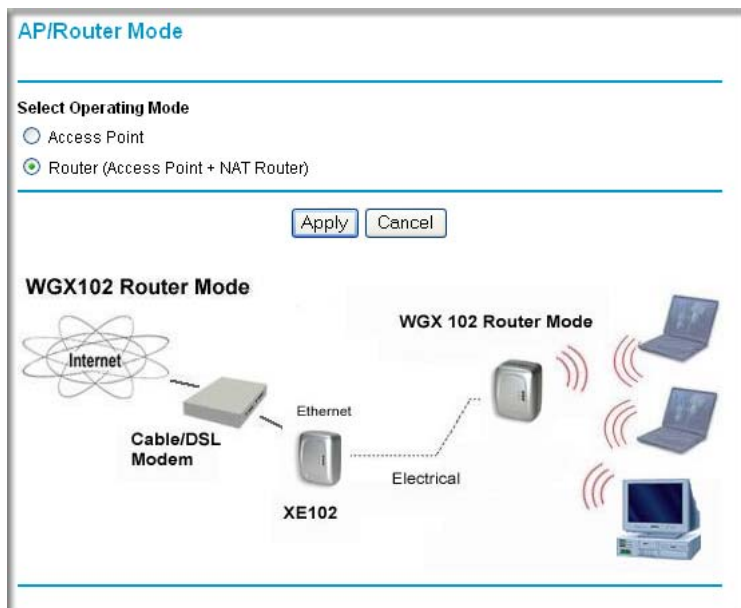 AP/Router Mode
Select Operating Mode
Access Point
Router (Access Point + NAT Router)
Apply Cancel
WGX102 Router Mode
WGX 102 Router Mode
Internet
Ethernet
Cable/DSL
Modem
Electrical
XE102